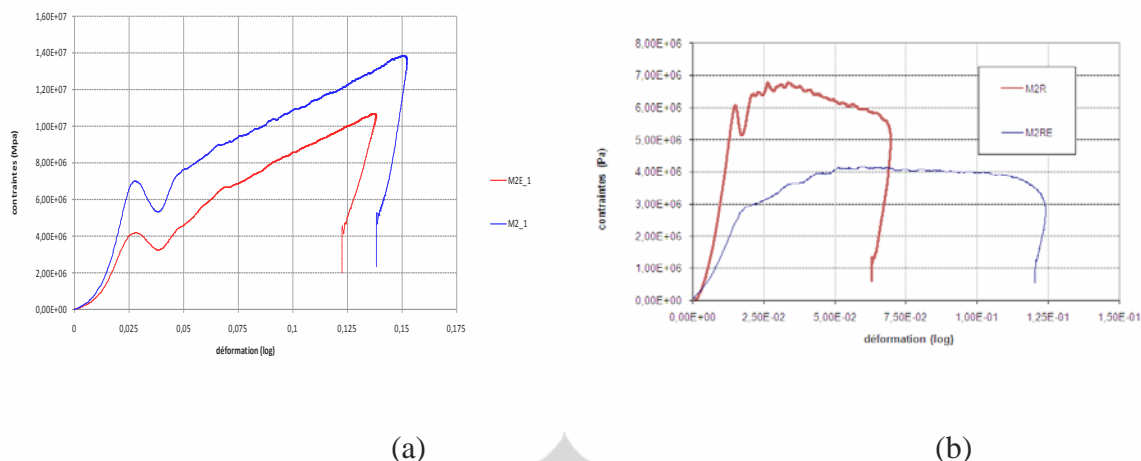 contraintes (Mpa)
1,60E+07
1,40E+07
1,20E+07
1,00E+07
8,00E+06
6,00E+06
4,00E+06
2,00E+06
0,00E+00
0
0,025
0,05
0,075
0,1
0,125
0,15
0,175
déformation (log)
M2E_1
M2_1
(a)
contraintes (Pa)
8,00E+06
7,00E+06
6,00E+06
5,00E+06
4,00E+06
3,00E+06
2,00E+06
1,00E+06
0,00E+00
0,00E+00
2,50E-02
5,00E-02
7,50E-02
1,00E-01
1,25E-01
1,50E-01
déformation (log)
M2R
M2RE
(b)